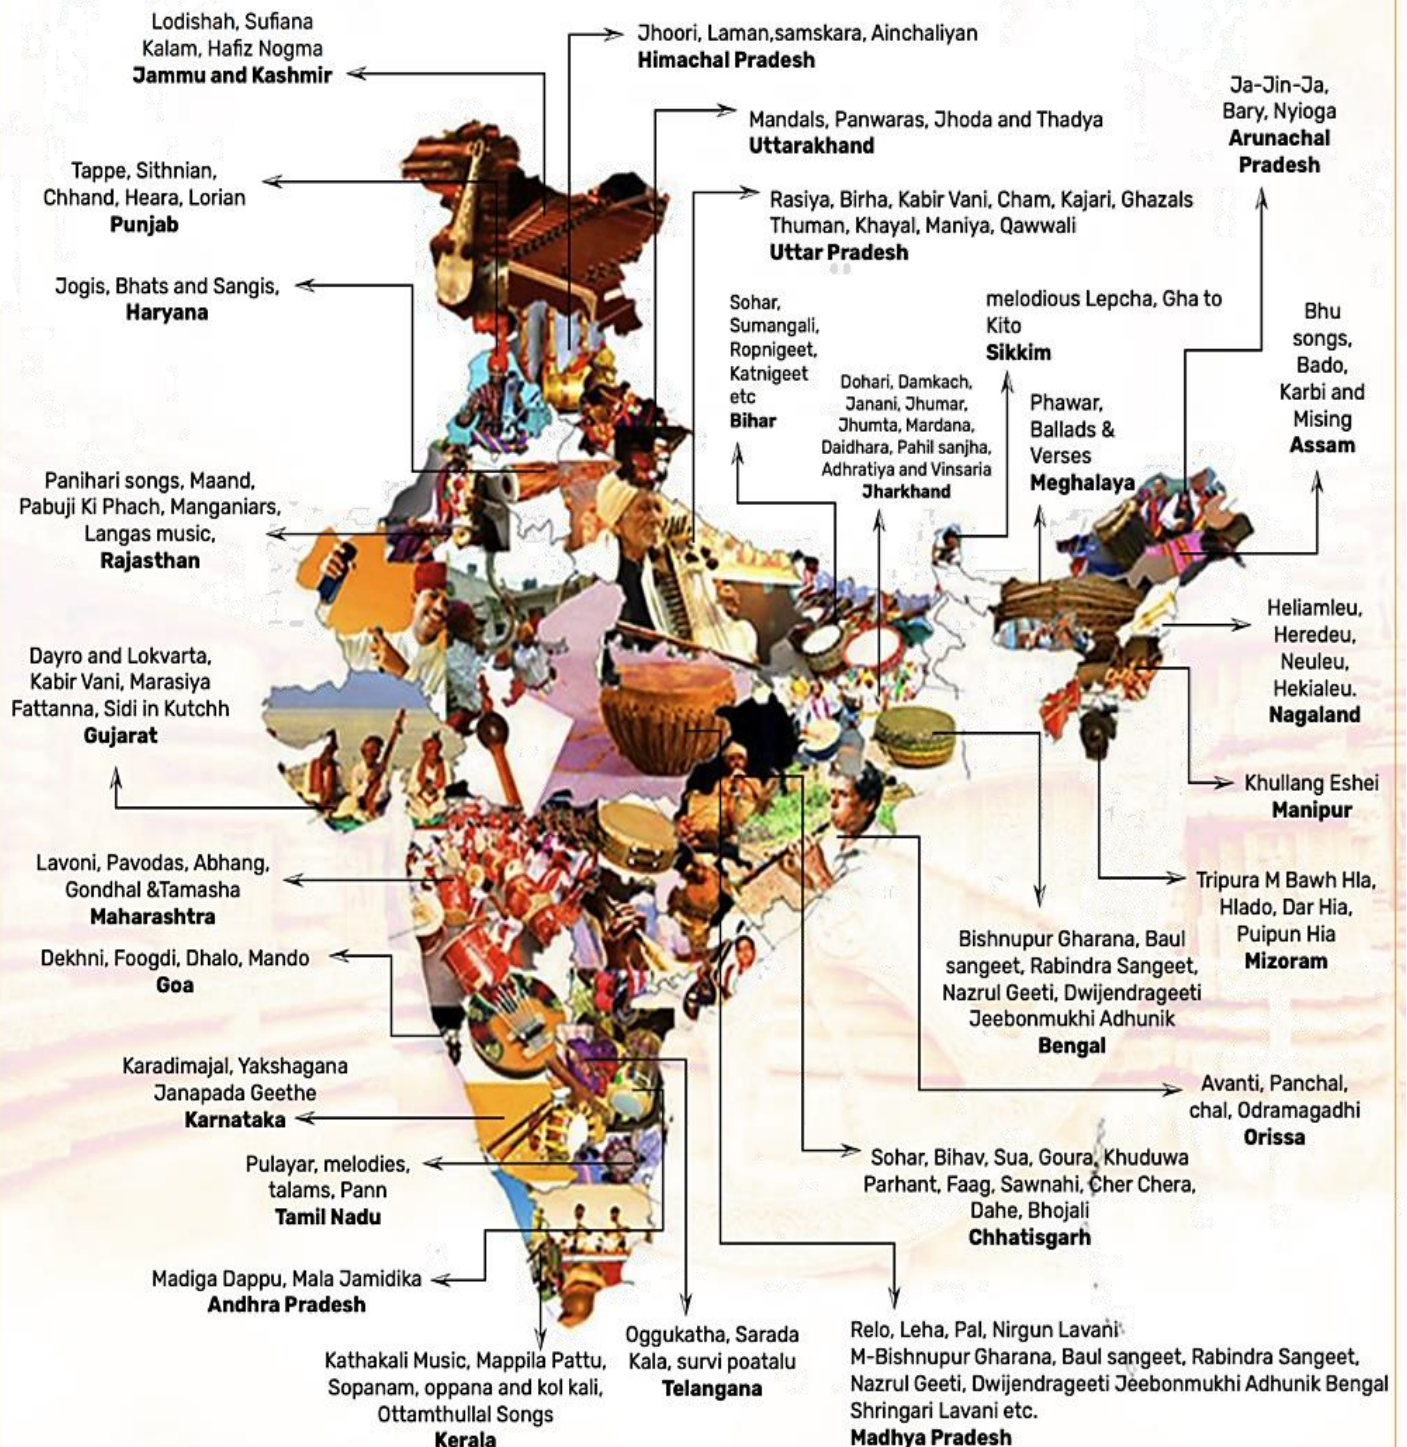 Lodishah, Sufiana
Kalam, Hafiz Nogma
Jammu and Kashmir
Jhoori, Laman,samskara, Ainchaliyan
Himachal Pradesh
Mandals, Panwaras, Jhoda and Thadya
Uttarakhand
Ja-Jin-Ja,
Bary, Nyioga
Arunachal
Pradesh
Tappe, Sithnian,
Chhand, Heara, Lorian
Punjab
Rasiya, Birha, Kabir Vani, Cham, Kajari, Ghazals
Thuman, Khayal, Maniya, Qawwali
Uttar Pradesh
Jogis, Bhats and Sangis,
Haryana
Sohar,
Sumangali,
Ropnigeet,
Katnigeet
etc
Bihar
melodious Lepcha, Gha to
Kito
Sikkim
Bhu
songs,
Bado,
Karbi and
Mising
Assam
Dohari, Damkach,
Janani, Jhumar,
Jhumta, Mardana,
Daidhara, Pahil sanjha,
Adhratiya and Vinsaria
Jharkhand
Phawar,
Ballads &
Verses
Meghalaya
Panihari songs, Maand,
Pabuji Ki Phach, Manganiars,
Langas music,
Rajasthan
Heliamleu,
Heredeu,
Neuleu,
Hekialeu.
Nagaland
Dayro and Lokvarta,
Kabir Vani, Marasiya
Fattanna, Sidi in Kutchh
Gujarat
Khullang Eshei
Manipur
Lavoni, Pavodas, Abhang,
Gondhal &Tamasha
Maharashtra
Tripura M Bawh Hla,
Hlado, Dar Hia,
Puipun Hia
Mizoram
Dekhni, Foogdi, Dhalo, Mando
Goa
Bishnupur Gharana, Baul
sangeet, Rabindra Sangeet,
Nazrul Geeti, Dwijendrageeti
Jeebonmukhi Adhunik
Bengal
Karadimajal, Yakshagana
Janapada Geethe
Karnataka
Avanti, Panchal,
chal, Odramagadhi
Orissa
Pulayar, melodies,
talams, Pann
Tamil Nadu
Sohar, Bihav, Sua, Goura, Khuduwa
Parhant, Faag, Sawnahi, Cher Chera,
Dahe, Bhojali
Chhatisgarh
Madiga Dappu, Mala Jamidika
Andhra Pradesh
Kathakali Music, Mappila Pattu,
Sopanam, oppana and kol kali,
Ottamthullal Songs
Kerala
Oggukatha, Sarada
Kala, survi poatalu
Telangana
Relo, Leha, Pal, Nirgun Lavani
M-Bishnupur Gharana, Baul sangeet, Rabindra Sangeet,
Nazrul Geeti, Dwijendrageeti Jeebonmukhi Adhunik Bengal
Shringari Lavani etc.
Madhya Pradesh